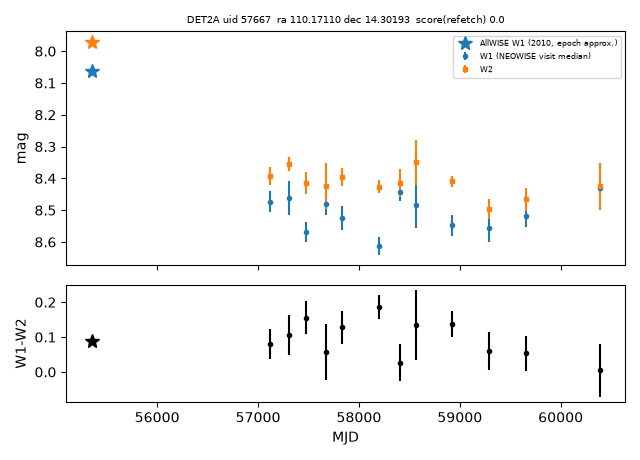 DET2A uid 57667  ra 110.17110 dec 14.30193  score(refetch) 0.0
AllWISE W1 (2010, epoch approx.)
W1 (NEOWISE visit median)
W2
mag
8.0
8.1
8.2
8.3
8.4
8.5
8.6
W1-W2
0.2
0.1
0.0
56000 57000 58000 59000 60000
MJD